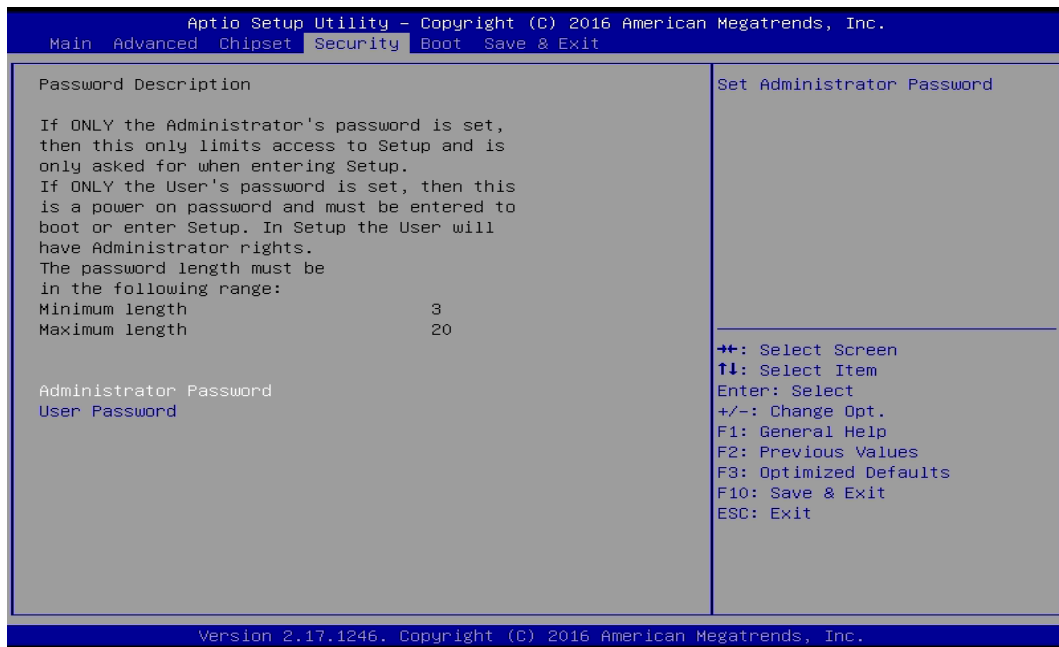 Aptio Setup Utility – Copyright (C) 2016 American Megatrends, Inc.
Main Advanced Chipset Security Boot Save & Exit
Password Description
If ONLY the Administrator's password is set,
then this only limits access to Setup and is
only asked for when entering Setup.
If ONLY the User's password is set, then this
is a power on password and must be entered to
boot or enter Setup. In Setup the User will
have Administrator rights.
The password length must be
in the following range:
Minimum length 3
Maximum length 20
Administrator Password
User Password
Set Administrator Password
→←: Select Screen
↑↓: Select Item
Enter: Select
+/-: Change Opt.
F1: General Help
F2: Previous Values
F3: Optimized Defaults
F10: Save & Exit
ESC: Exit
Version 2.17.1246. Copyright (C) 2016 American Megatrends, Inc.